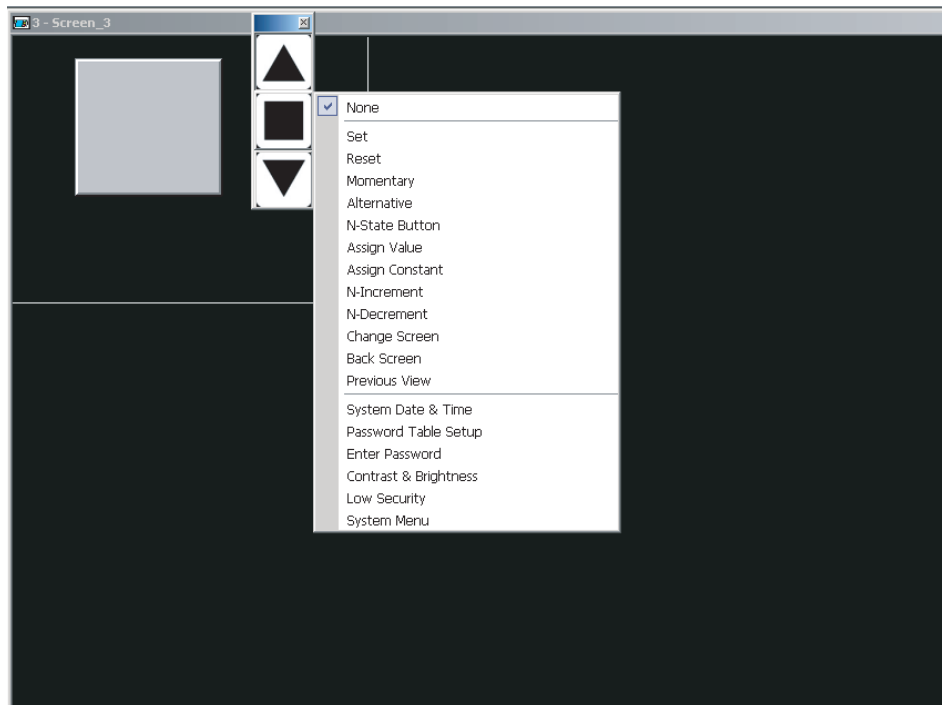 3 - Screen_3
None
Set
Reset
Momentary
Alternative
N-State Button
Assign Value
Assign Constant
N-Increment
N-Decrement
Change Screen
Back Screen
Previous View
System Date & Time
Password Table Setup
Enter Password
Contrast & Brightness
Low Security
System Menu